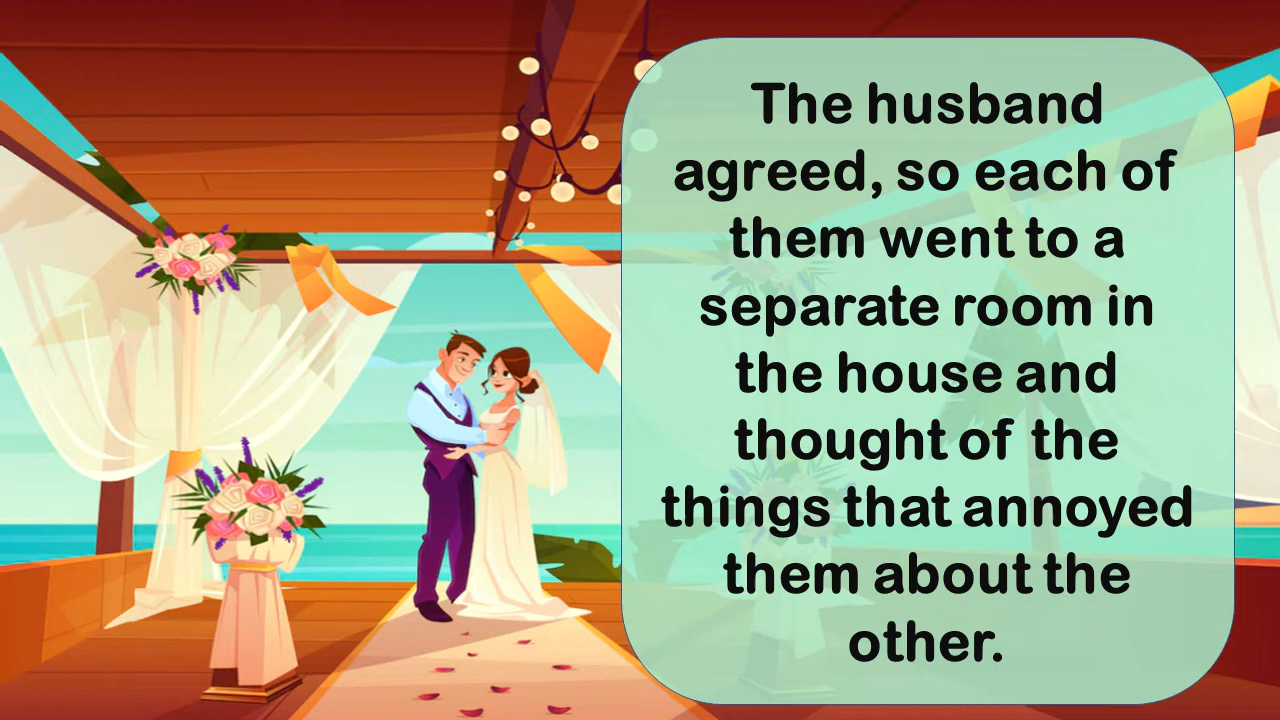 The husband
agreed, so each of
them went to a
separate room in
the house and
thought of the
things that annoyed
them about the
other.